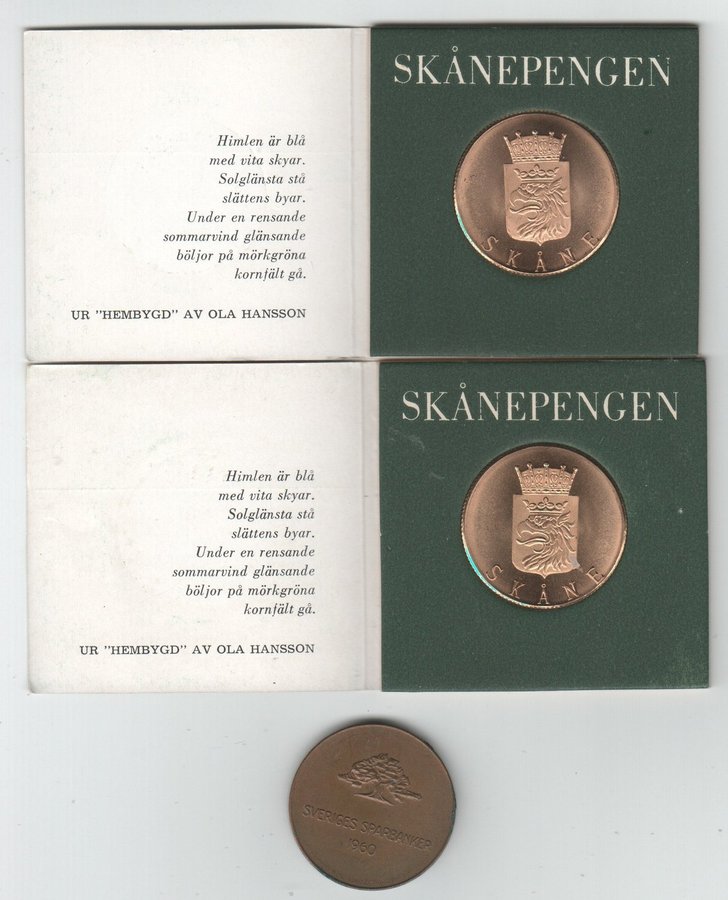 Himlen är blå
med vita skyar.
Solglänsta stå
slättens byar.
Under en rensande
sommarvind glänsande
böljor på mörkgröna
kornfält gå.
UR "HEMBYGD" AV OLA HANSSON
SKÅNEPENGEN
SKÅNE
Himlen är blå
med vita skyar.
Solglänsta stå
slättens byar.
Under en rensande
sommarvind glänsande
böljor på mörkgröna
kornfält gå.
UR "HEMBYGD" AV OLA HANSSON
SKÅNEPENGEN
SKÅNE
SVERIGES SPARBANKER
1960